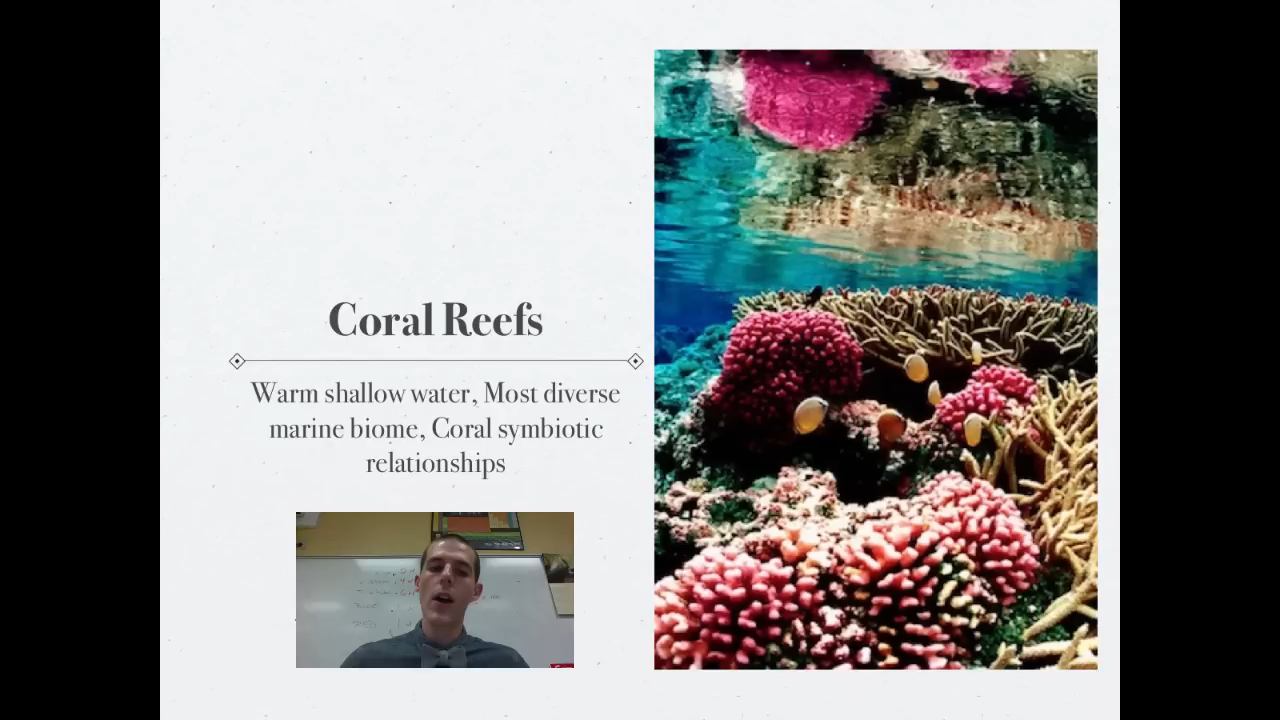 Coral Reefs
Warm shallow water, Most diverse
marine biome, Coral symbiotic
relationships